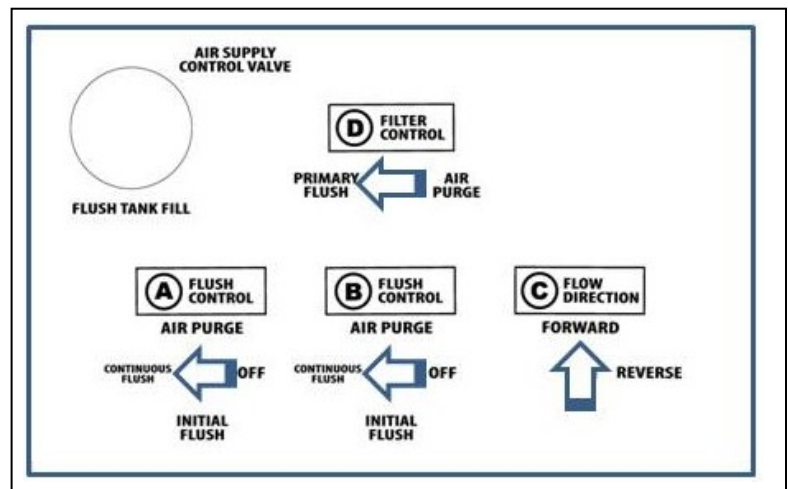 AIR SUPPLY
CONTROL VALVE
FLUSH TANK FILL
D FILTER
CONTROL
PRIMARY
FLUSH
AIR
PURGE
A FLUSH
CONTROL
AIR PURGE
CONTINUOUS
FLUSH
OFF
INITIAL
FLUSH
B FLUSH
CONTROL
AIR PURGE
CONTINUOUS
FLUSH
OFF
INITIAL
FLUSH
C FLOW
DIRECTION
FORWARD
REVERSE